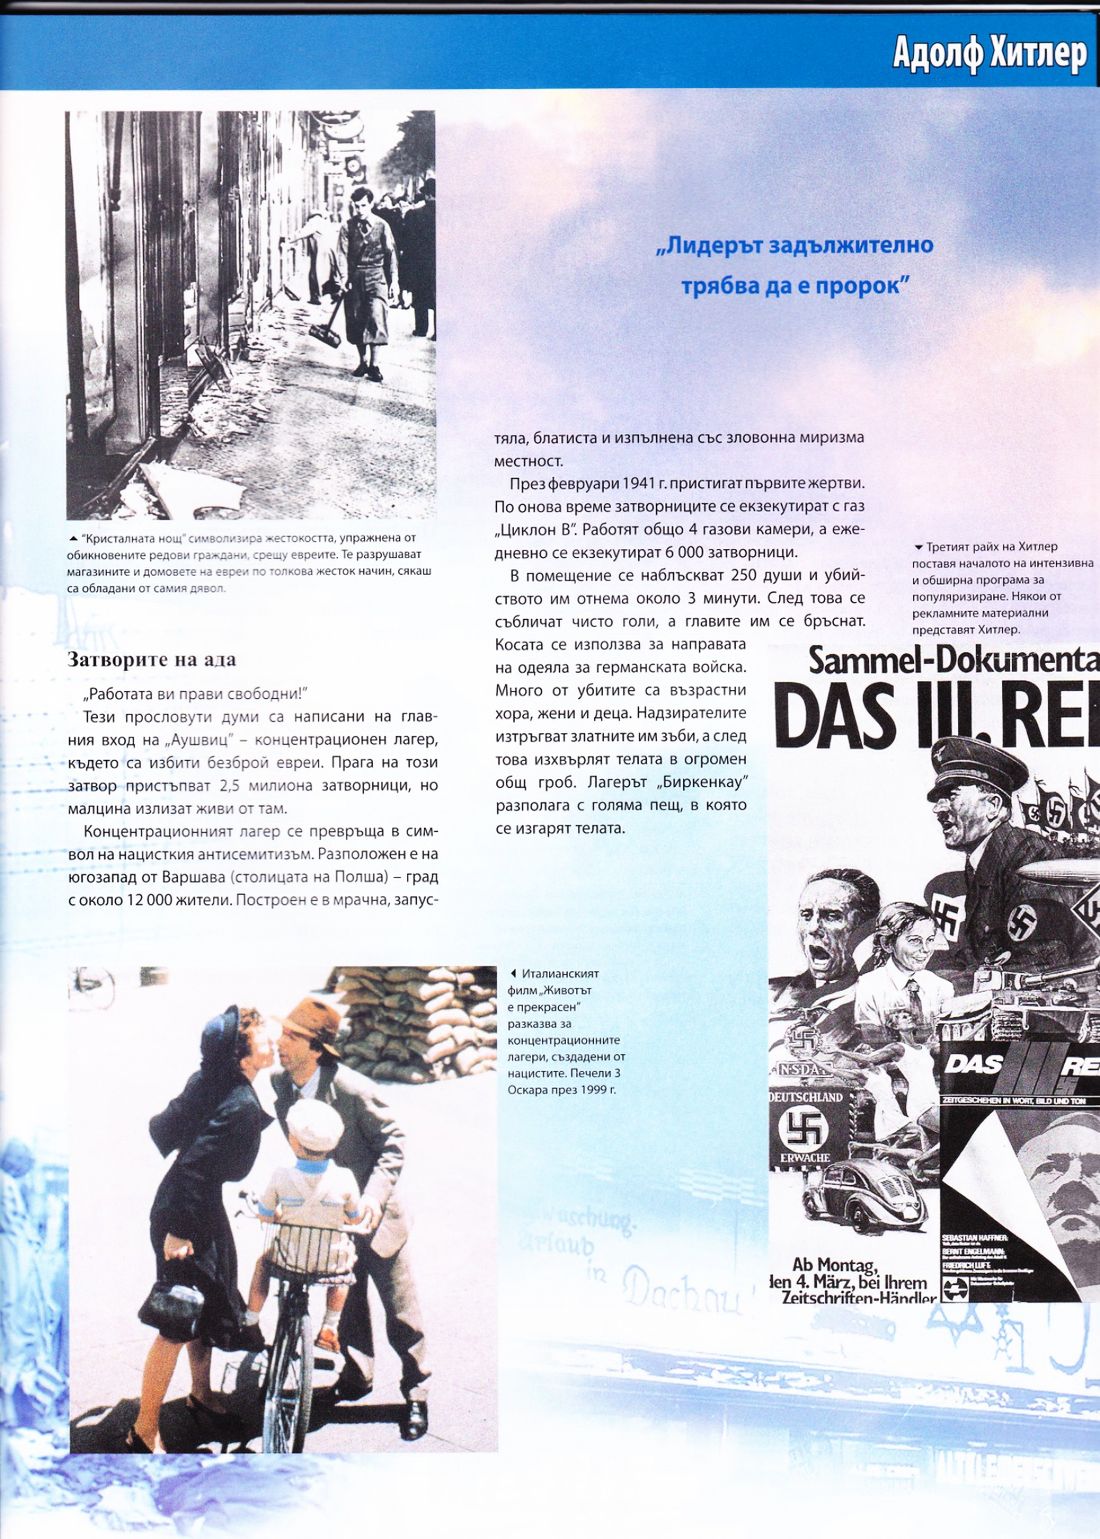 Адолф Хитлер
„Лидерът задължително
трябва да е пророк”
▲ “Кристалната нощ” символизира жестокостта, упражнена от
обикновените редови граждани, срещу евреите. Те разрушават
магазините и домовете на евреи по толкова жесток начин, сякаш
са обладани от самия дявол.
Затворите на ада
„Работата ви прави свободни!”
Тези прословути думи са написани на глав-
ния вход на „Аушвиц” – концентрационен лагер,
където са избити безброй евреи. Прага на този
затвор пристъпват 2,5 милиона затворници, но
малцина излизат живи от там.
Концентрационният лагер се превръща в сим-
вол на нацисткия антисемитизъм. Разположен е на
югозапад от Варшава (столицата на Полша) – град
с около 12 000 жители. Построен е в мрачна, запус-
тяла, блатиста и изпълнена със зловонна миризма
местност.
През февруари 1941 г. пристигат първите жертви.
По онова време затворниците се екзекутират с газ
„Циклон В”. Работят общо 4 газови камери, а еже-
дневно се екзекутират 6 000 затворници.
В помещение се наблъскват 250 души и убий-
ството им отнема около 3 минути. След това се
събличат чисто голи, а главите им се бръснат.
Косата се използва за направата
на одеяла за германската войска.
Много от убитите са възрастни
хора, жени и деца. Надзирателите
изтръгват златните им зъби, а след
това изхвърлят телата в огромен
общ гроб. Лагерът „Биркенкау”
разполага с голяма пещ, в която
се изгарят телата.
▼ Третият райх на Хитлер
поставя началото на интензивна
и обширна програма за
популяризиране. Някои от
рекламните материални
представят Хитлер.
Sammel-Dokumenta
DAS III. REI
N·S·D·A
DEUTSCHLAND
ERWACHE
DAS III REI
ZEITGESCHEHEN IN WORT, BILD UND TON
SEBASTIAN HAFFNER:
BERNT ENGELMANN:
FRIEDRICH LUFT:
Ab Montag,
den 4. März, bei Ihrem
Zeitschriften-Händler
◀ Италианският
филм „Животът
е прекрасен”
разказва за
концентрационните
лагери, създадени от
нацистите. Печели 3
Оскара през 1999 г.
Urlaub
in Dachau